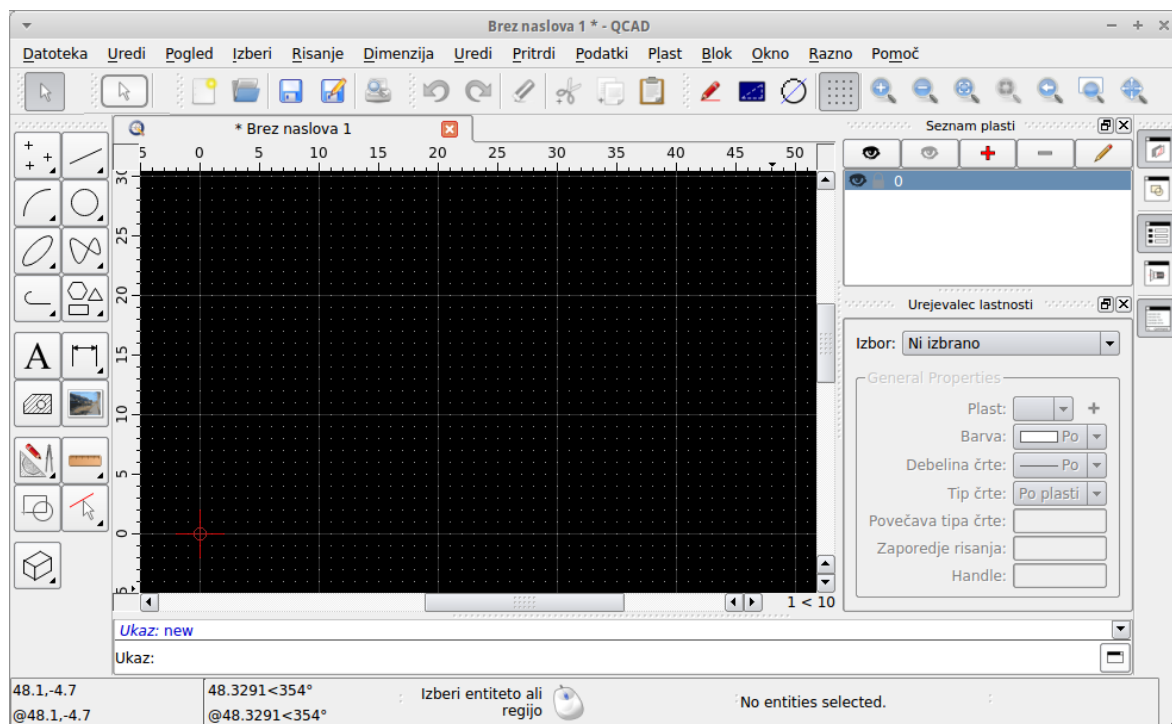 Brez naslova 1 * - QCAD
Datoteka Uredi Pogled Izberi Risanje Dimenzija Uredi Pritrdi Podatki Plast Blok Okno Razno Pomoč
* Brez naslova 1
5 0 5 10 15 20 25 30 35 40 45 50
30
25
20
15
10
5
0
5
1 < 10
Seznam plasti
0
Urejevalec lastnosti
Izbor: Ni izbrano
General Properties
Plast:
Barva: Po
Debelina črte: Po
Tip črte: Po plasti
Povečava tipa črte:
Zaporedje risanja:
Handle:
A
Ukaz: new
Ukaz:
48.1,-4.7
@48.1,-4.7
48.3291<354°
@48.3291<354°
Izberi entiteto ali
regijo
No entities selected.